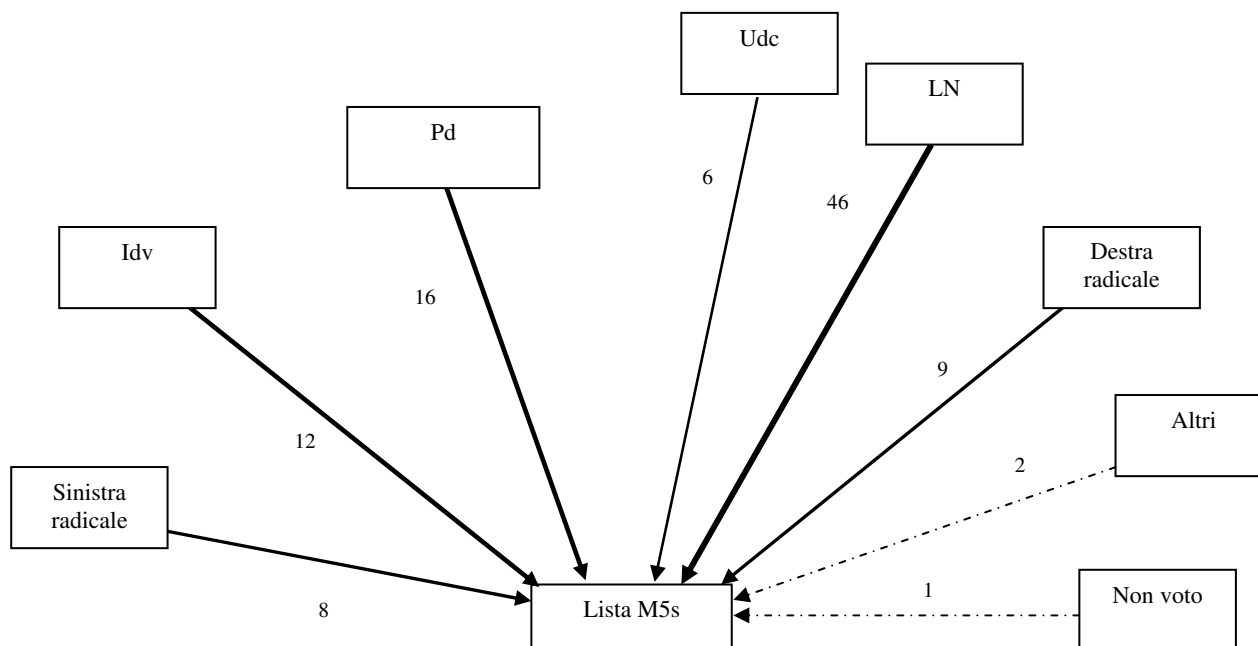 Udc
LN
Pd
6
46
Idv
Destra
radicale
16
9
Altri
12
2
Sinistra
radicale
1
Non voto
Lista M5s
8